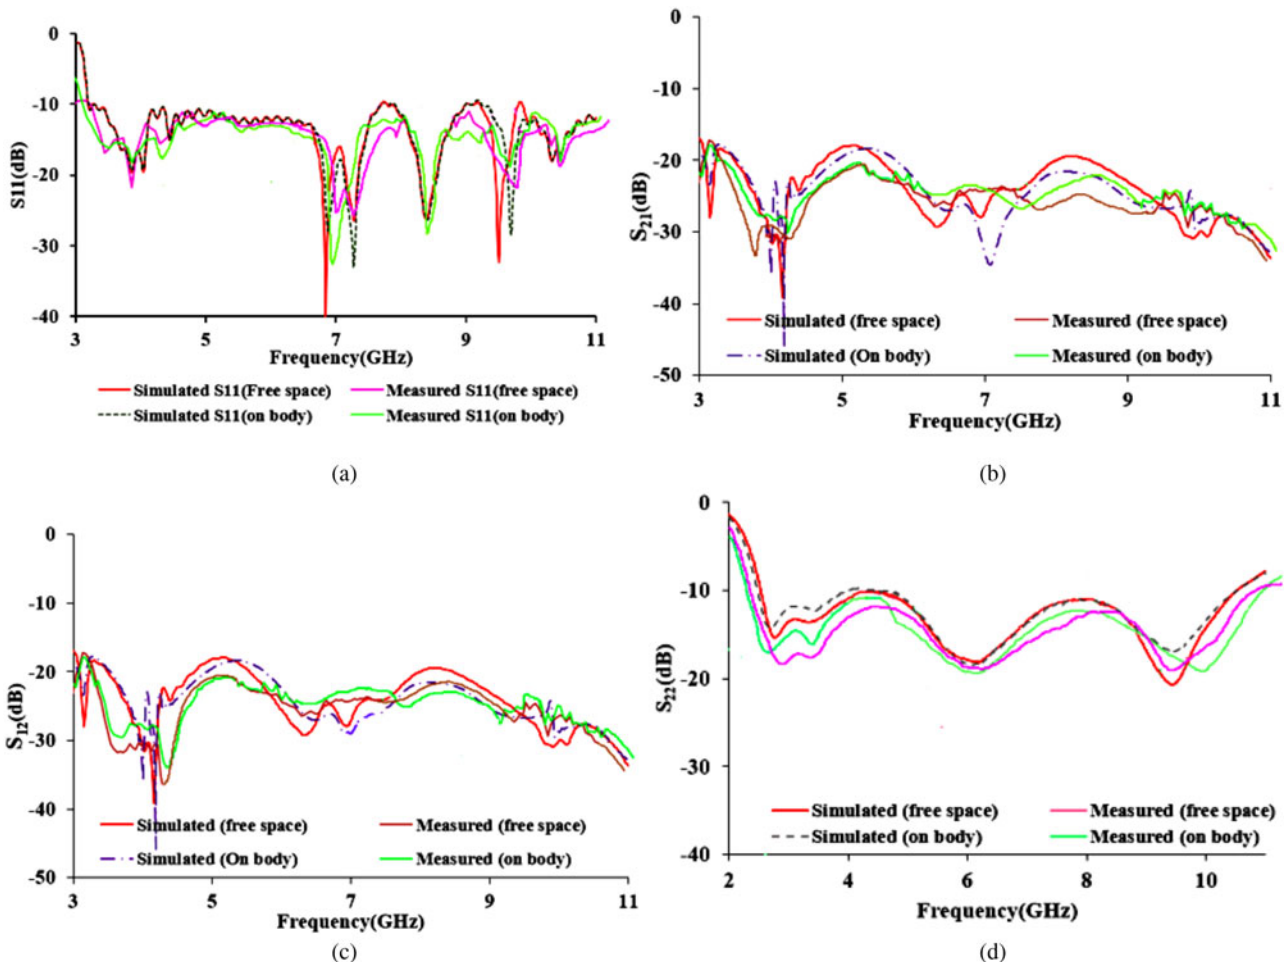 0
-10
-20
-30
-40
S11(dB)
3 5 7 9 11
Frequency(GHz)
Simulated S11(Free space) Measured S11(free space)
Simulated S11(on body) Measured S11(on body)
(a)
-10
-20
-30
-40
-50
S21(dB)
3 5 7 9 11
Simulated (free space) Measured (free space)
Simulated (On body) Measured (on body)
Frequency(GHz)
(b)
0
-10
-20
-30
-40
-50
S12(dB)
3 5 7 9 11
Simulated (free space) Measured (free space)
Simulated (On body) Measured (on body)
Frequency(GHz)
(c)
0
-10
-20
-30
-40
S22(dB)
2 4 6 8 10
Simulated (free space) Measured (free space)
Simulated (on body) Measured (on body)
Frequency(GHz)
(d)